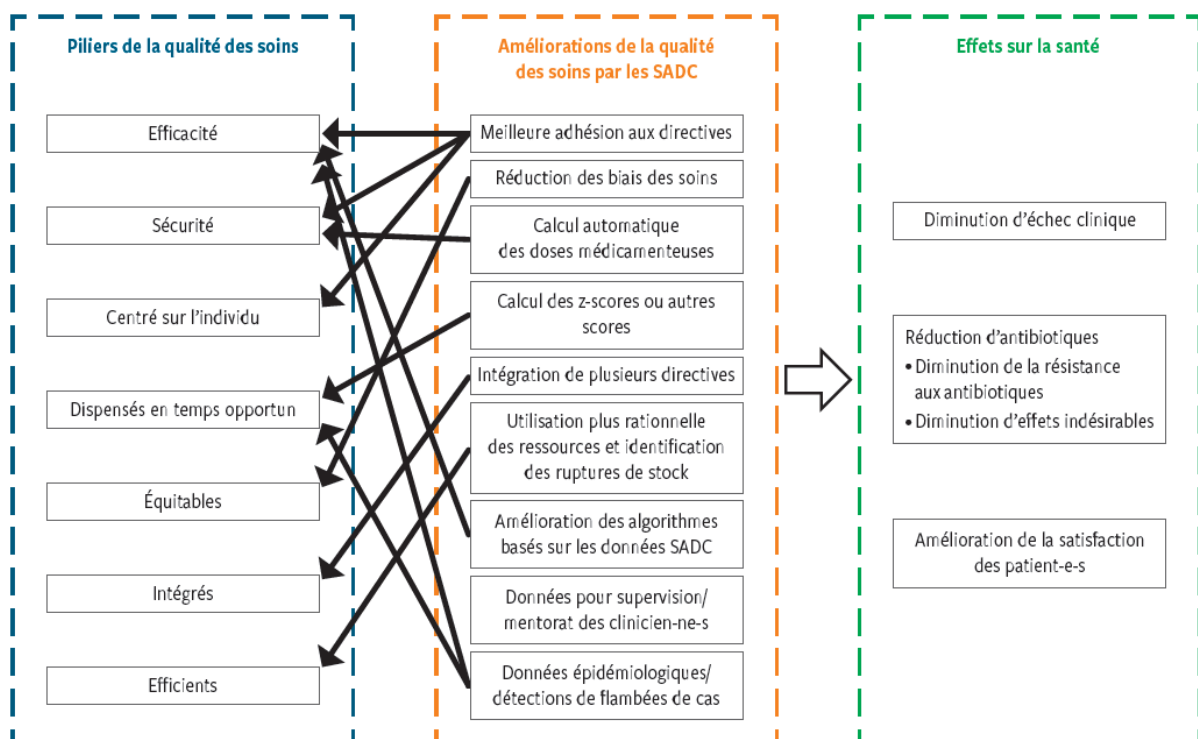 Piliers de la qualité des soins
Efficacité
Sécurité
Centré sur l'individu
Dispensés en temps opportun
Équitables
Intégrés
Efficients
Améliorations de la qualité
des soins par les SADC
Meilleure adhésion aux directives
Réduction des biais des soins
Calcul automatique
des doses médicamenteuses
Calcul des z-scores ou autres
scores
Intégration de plusieurs directives
Utilisation plus rationnelle
des ressources et identification
des ruptures de stock
Amélioration des algorithmes
basés sur les données SADC
Données pour supervision/
mentorat des clinicien-ne-s
Données épidémiologiques/
détections de flambées de cas
Effets sur la santé
Diminution d'échec clinique
Réduction d'antibiotiques
• Diminution de la résistance
aux antibiotiques
• Diminution d'effets indésirables
Amélioration de la satisfaction
des patient-e-s